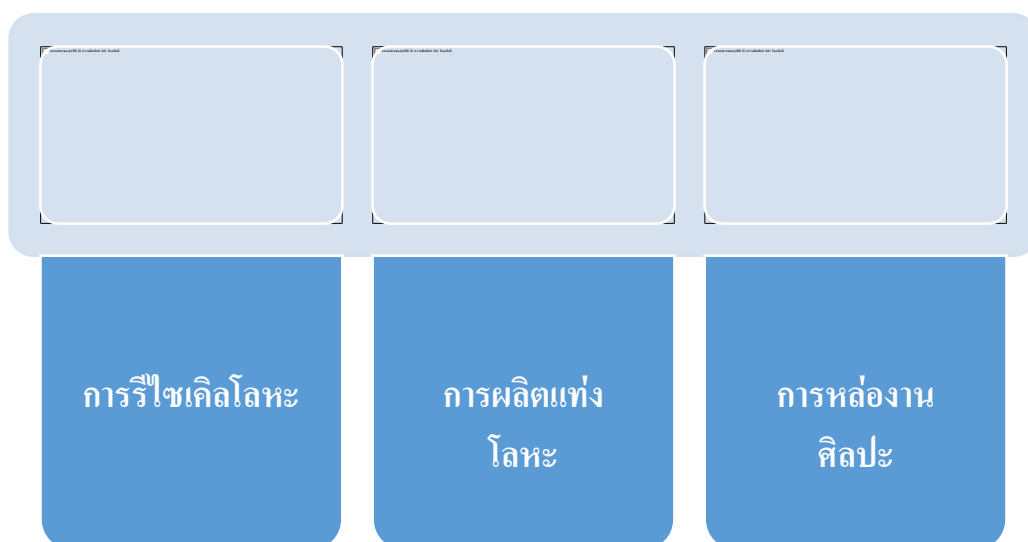 การรีไซเคิลโลหะ
การผลิตแท่ง
โลหะ
การหล่องาน
ศิลปะ